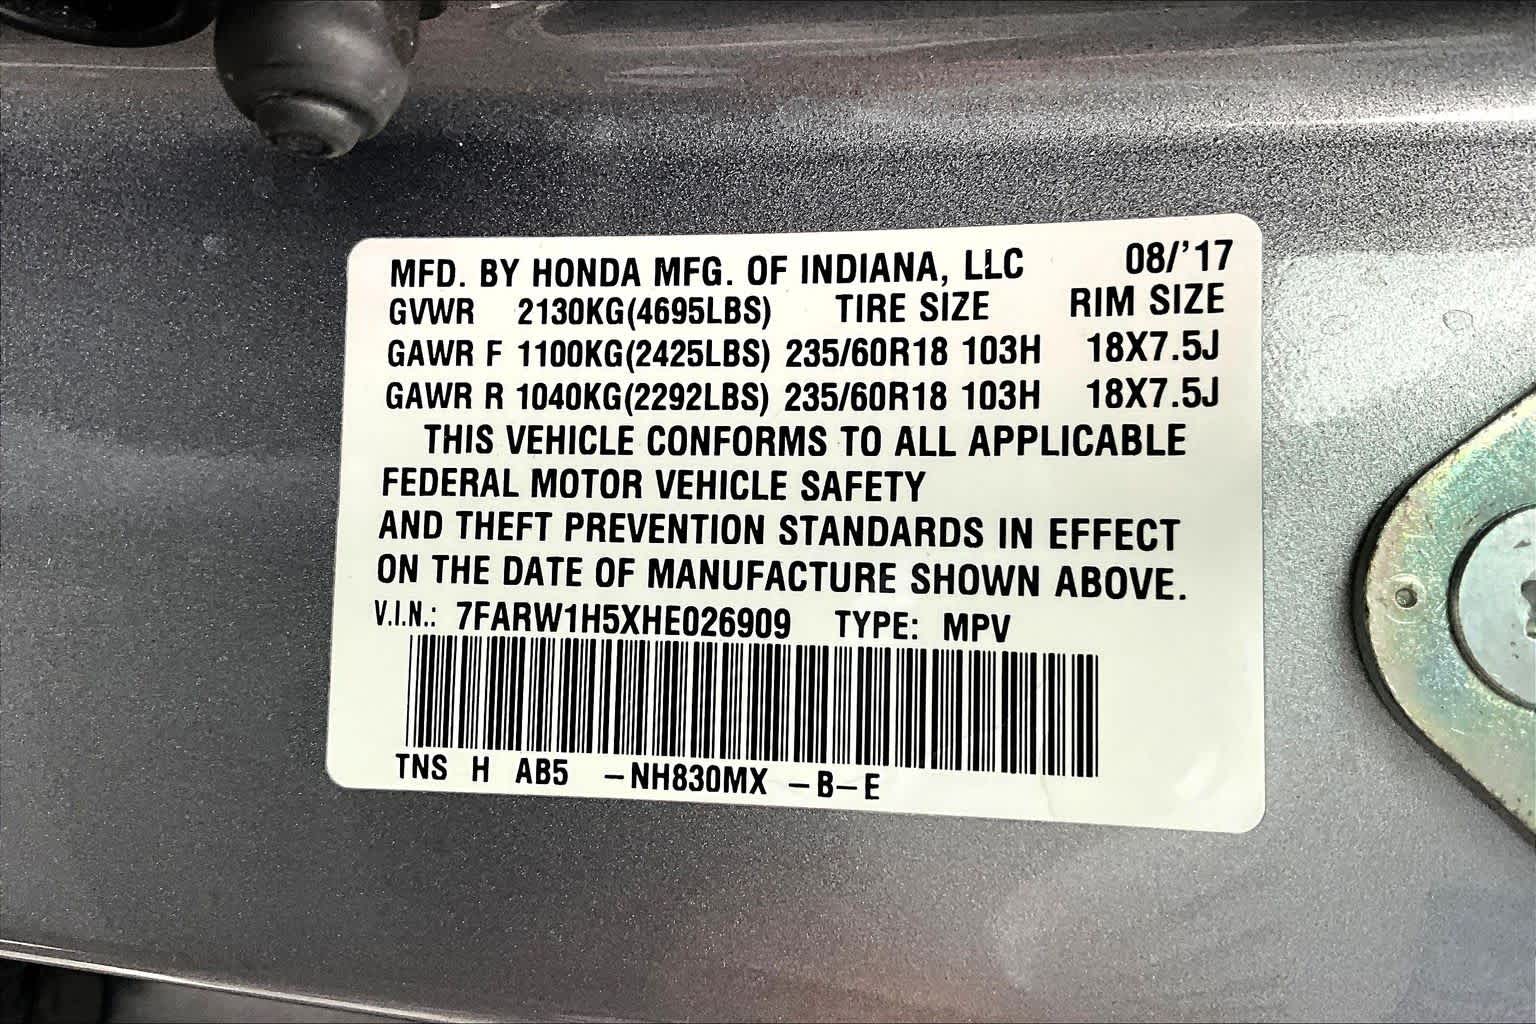 MFD. BY HONDA MFG. OF INDIANA, LLC 08/'17
GVWR 2130KG(4695LBS) TIRE SIZE RIM SIZE
GAWR F 1100KG(2425LBS) 235/60R18 103H 18X7.5J
GAWR R 1040KG(2292LBS) 235/60R18 103H 18X7.5J
THIS VEHICLE CONFORMS TO ALL APPLICABLE
FEDERAL MOTOR VEHICLE SAFETY
AND THEFT PREVENTION STANDARDS IN EFFECT
ON THE DATE OF MANUFACTURE SHOWN ABOVE.
V.I.N.: 7FARW1H5XHE026909 TYPE: MPV
TNS H AB5 –NH830MX –B–E